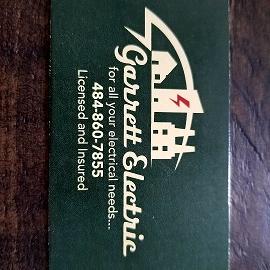 Garrett Electric
for all your electrical needs...
484-860-7855
Licensed and Insured